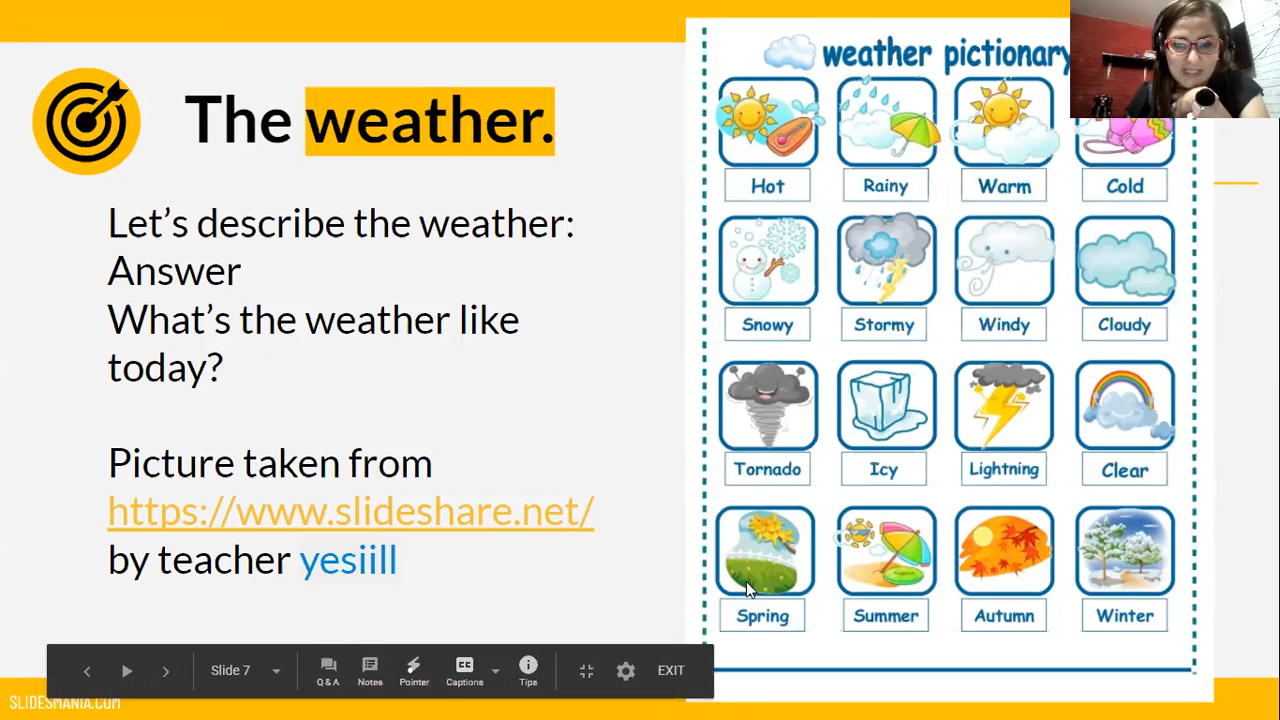 The weather.
Let's describe the weather:
Answer
What's the weather like
today?
Picture taken from
https://www.slideshare.net/
by teacher yesiill
weather pictionary
Hot
Rainy
Warm
Cold
Snowy
Stormy
Windy
Cloudy
Tornado
Icy
Lightning
Clear
Spring
Summer
Autumn
Winter
Slide 7
Q & A
Notes
Pointer
Captions
Tips
EXIT
SLIDESMANIA.COM